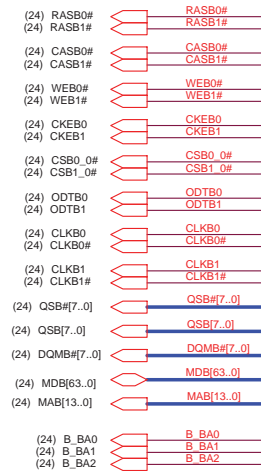 (24) RASB0# RASB0#
(24) RASB1# RASB1#
(24) CASB0# CASB0#
(24) CASB1# CASB1#
(24) WEB0# WEB0#
(24) WEB1# WEB1#
(24) CKEB0 CKEB0
(24) CKEB1 CKEB1
(24) CSB0_0# CSB0_0#
(24) CSB1_0# CSB1_0#
(24) ODTB0 ODTB0
(24) ODTB1 ODTB1
(24) CLKB0 CLKB0
(24) CLKB0# CLKB0#
(24) CLKB1 CLKB1
(24) CLKB1# CLKB1#
(24) QSB#[7..0] QSB#[7..0]
(24) QSB[7..0] QSB[7..0]
(24) DQMB#[7..0] DQMB#[7..0]
(24) MDB[63..0] MDB[63..0]
(24) MAB[13..0] MAB[13..0]
(24) B_BA0 B_BA0
(24) B_BA1 B_BA1
(24) B_BA2 B_BA2